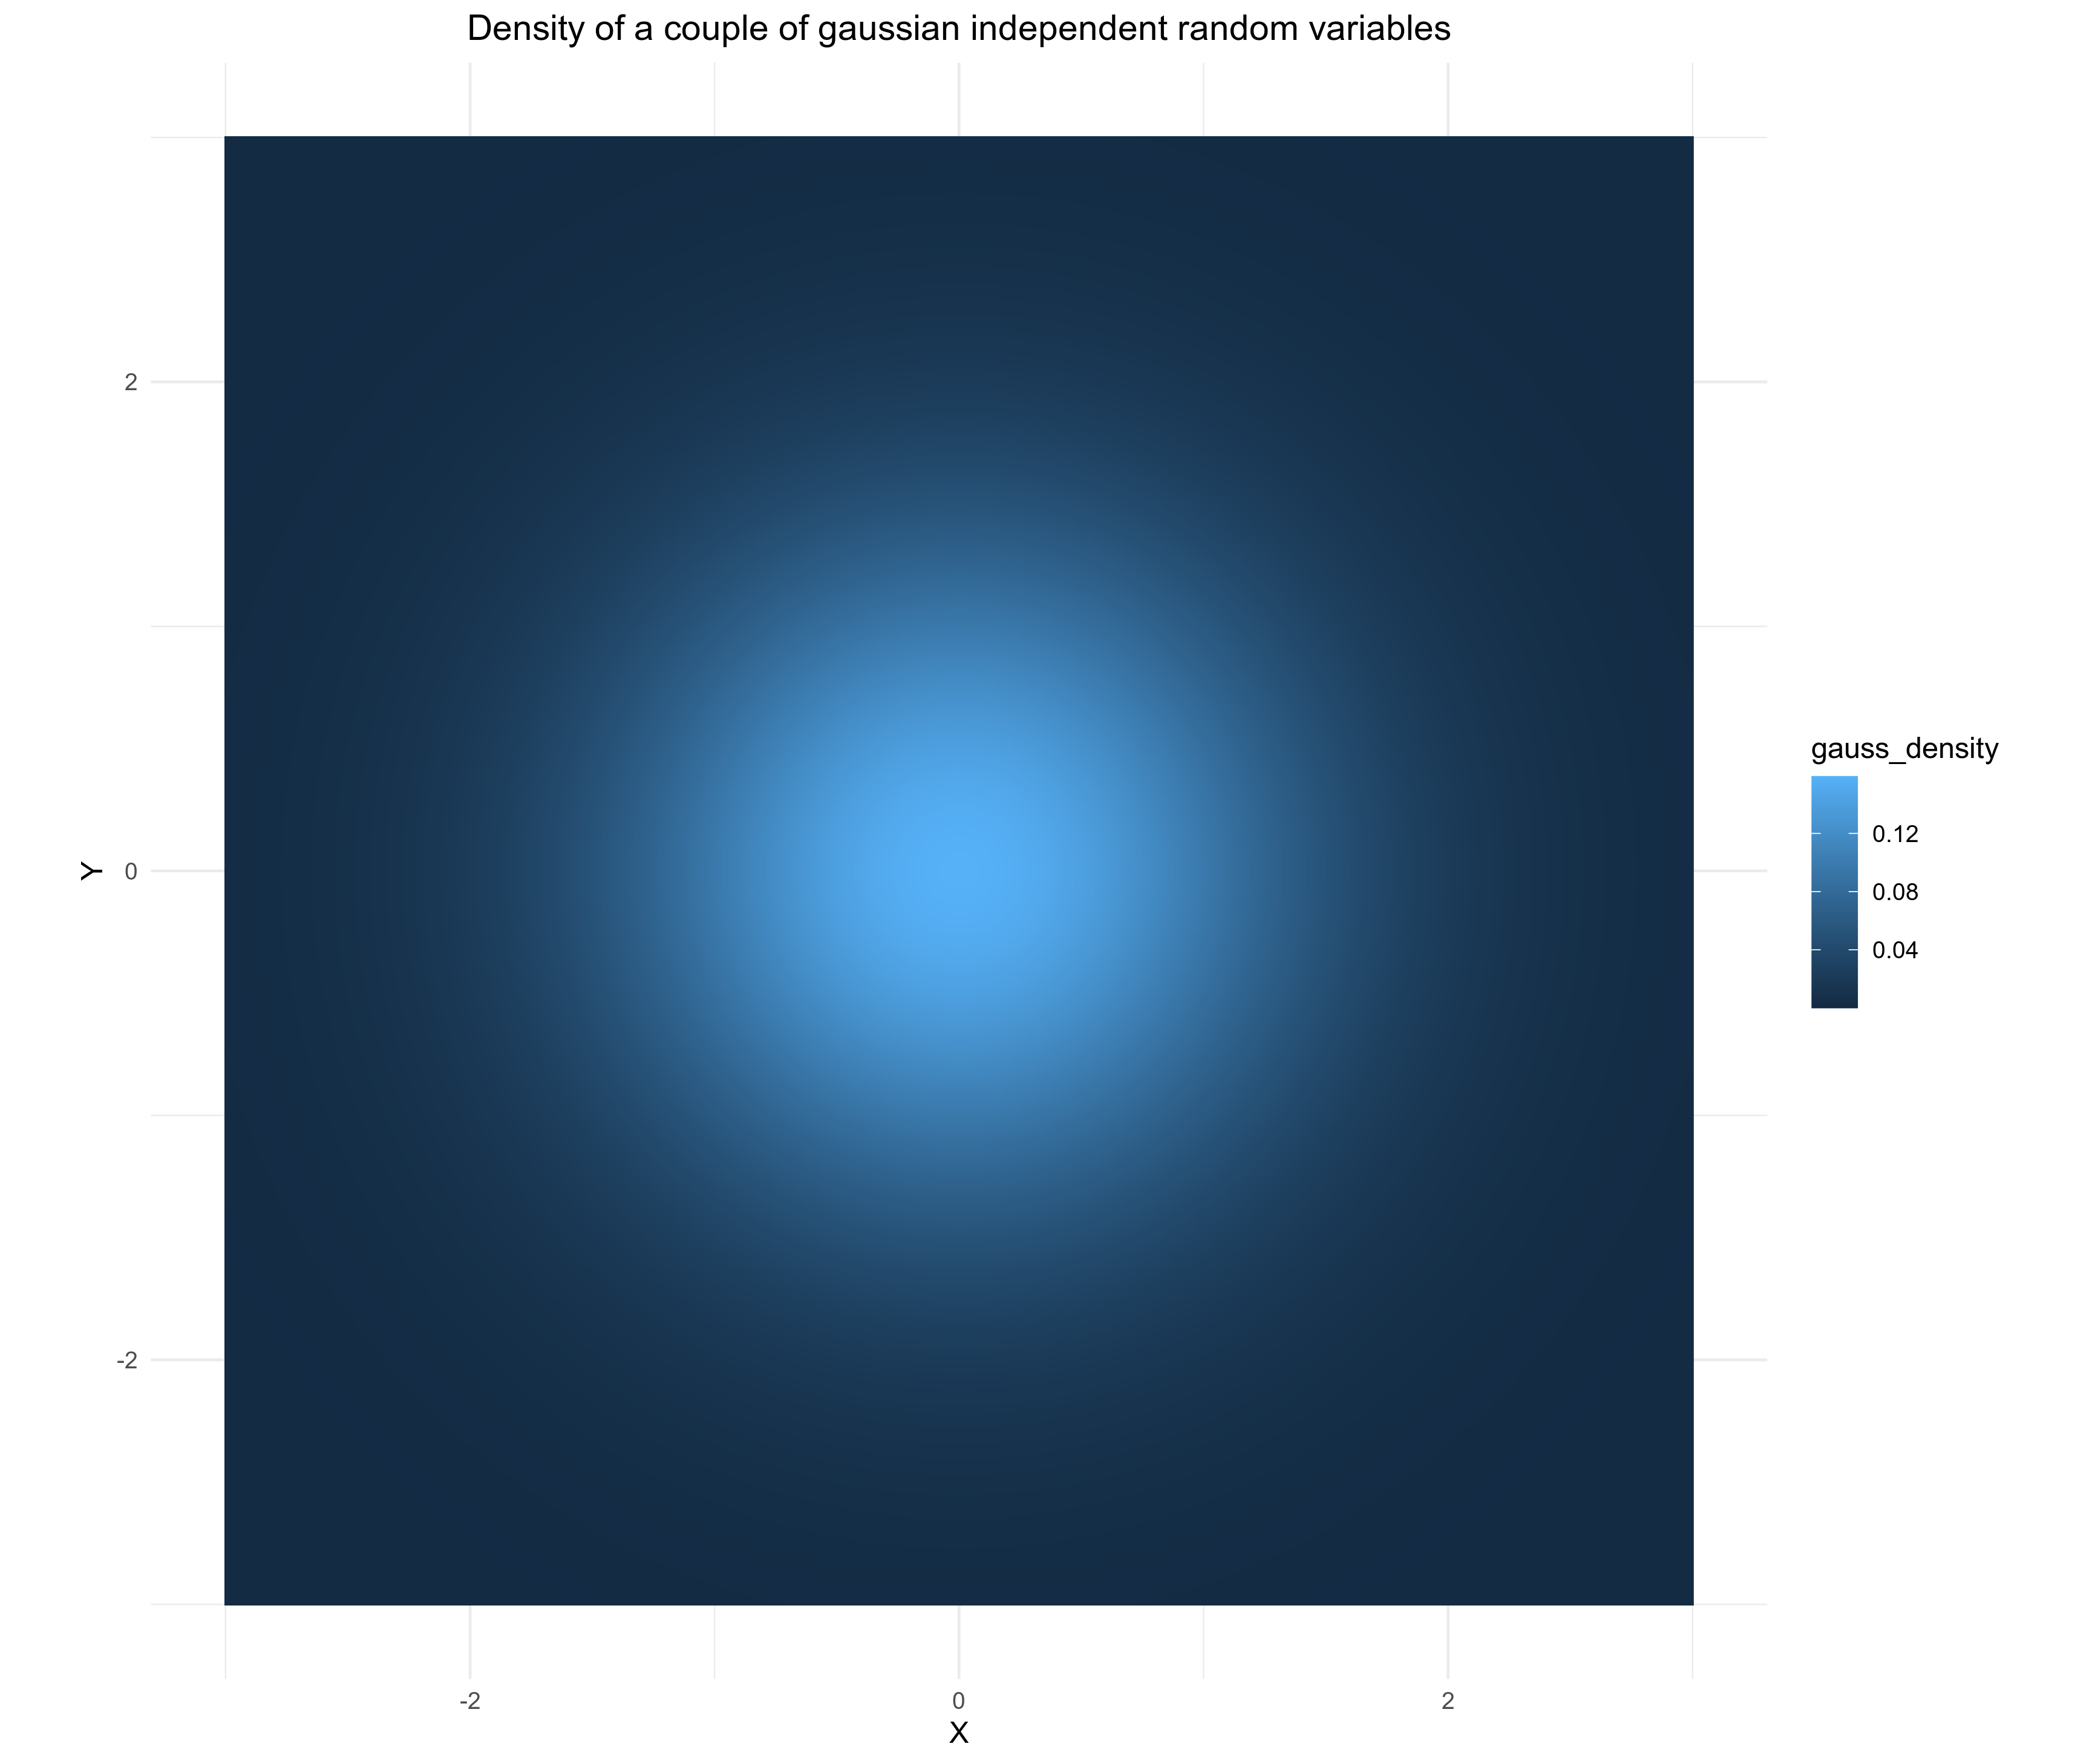 Density of a couple of gaussian independent random variables
2
0
-2
Y
-2 0 2
X
gauss_density
0.12
0.08
0.04